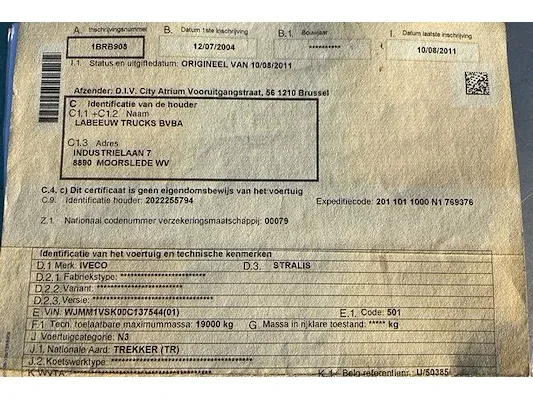 A. Inschrijvingsnummer B. Datum 1ste inschrijving B.1. Bouwjaar I. Datum laatste inschrijving
1BRB908 12/07/2004 ********** 10/08/2011
I.1. Status en uitgiftedatum: ORIGINEEL VAN 10/08/2011
Afzender: D.I.V. City Atrium Vooruitgangstraat, 56 1210 Brussel
C Identificatie van de houder
C1.1 +C1.2 Naam
LABEEUW TRUCKS BVBA
C1.3 Adres
INDUSTRIELAAN 7
8890 MOORSLEDE WV
C.4. c) Dit certificaat is geen eigendomsbewijs van het voertuig
C.9. Identificatie houder: 2022255794 Expeditiecode: 201 101 1000 N1 769376
Z.1. Nationaal codenummer verzekeringsmaatschappij: 00079
Identificatie van het voertuig en technische kenmerken
D.1 Merk: IVECO D.3. STRALIS
D.2.1 Fabriekstype: ************************
D.2.2. Variant: ************************
D.2.3. Versie: ************************
E VIN: WJMM1VSK00C137544(01) E.1. Code: 501
F.1 Tech. toelaatbare maximummassa: 19000 kg G. Massa in rijklare toestand: ***** kg
J Voertuigcategorie: N3
J.1. Nationale Aard: TREKKER (TR)
J.2. Koetswerktype: ************************
K WVTA: K.1. Belg.referentienr.: U/50385